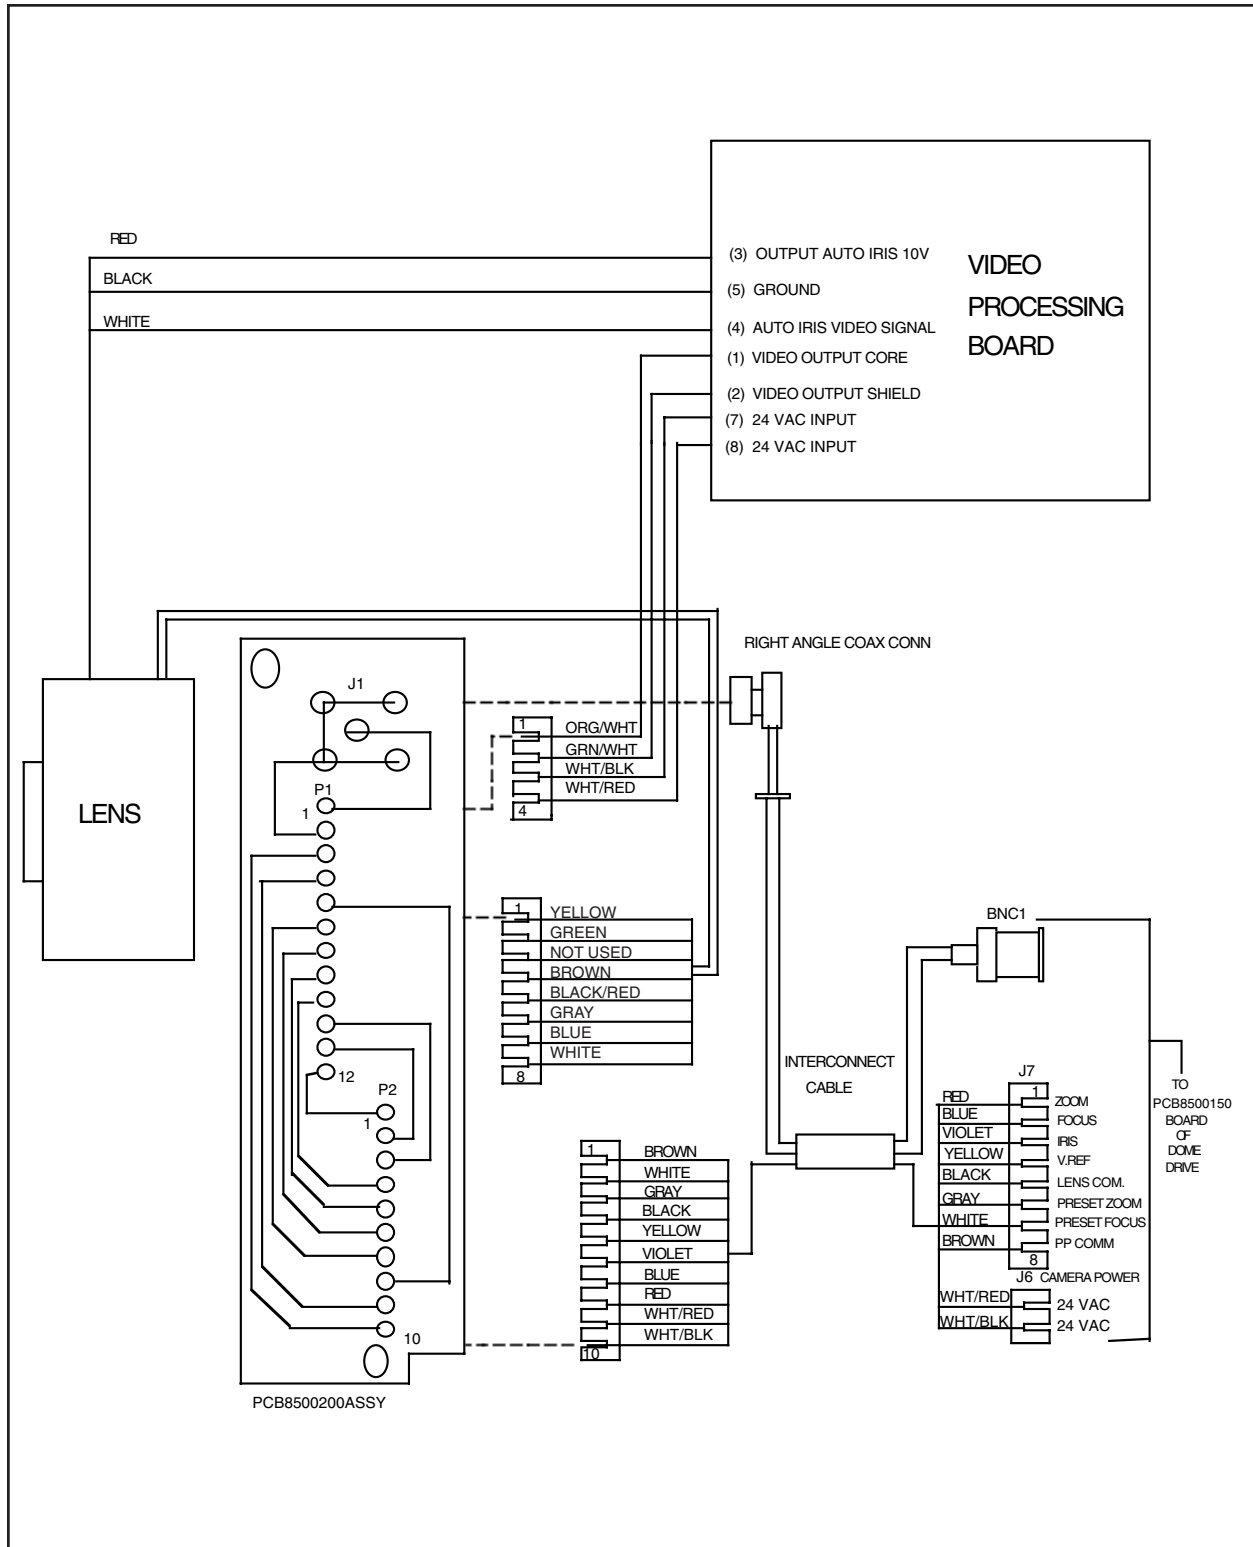 RED
BLACK
WHITE
(3) OUTPUT AUTO IRIS 10V
(5) GROUND
(4) AUTO IRIS VIDEO SIGNAL
(1) VIDEO OUTPUT CORE
(2) VIDEO OUTPUT SHIELD
(7) 24 VAC INPUT
(8) 24 VAC INPUT
VIDEO
PROCESSING
BOARD
RIGHT ANGLE COAX CONN
LENS
J1
P1
1
12
P2
1
10
PCB8500200ASSY
1
ORG/WHT
GRN/WHT
WHT/BLK
WHT/RED
4
1
YELLOW
GREEN
NOT USED
BROWN
BLACK/RED
GRAY
BLUE
WHITE
8
1
BROWN
WHITE
GRAY
BLACK
YELLOW
VIOLET
BLUE
RED
WHT/RED
WHT/BLK
10
INTERCONNECT
CABLE
BNC1
J7
1
RED ZOOM
BLUE FOCUS
VIOLET IRIS
YELLOW V.REF
BLACK LENS COM.
GRAY PRESET ZOOM
WHITE PRESET FOCUS
BROWN PP COMM
8
J6 CAMERA POWER
WHT/RED 24 VAC
WHT/BLK 24 VAC
TO
PCB8500150
BOARD
OF
DOME
DRIVE